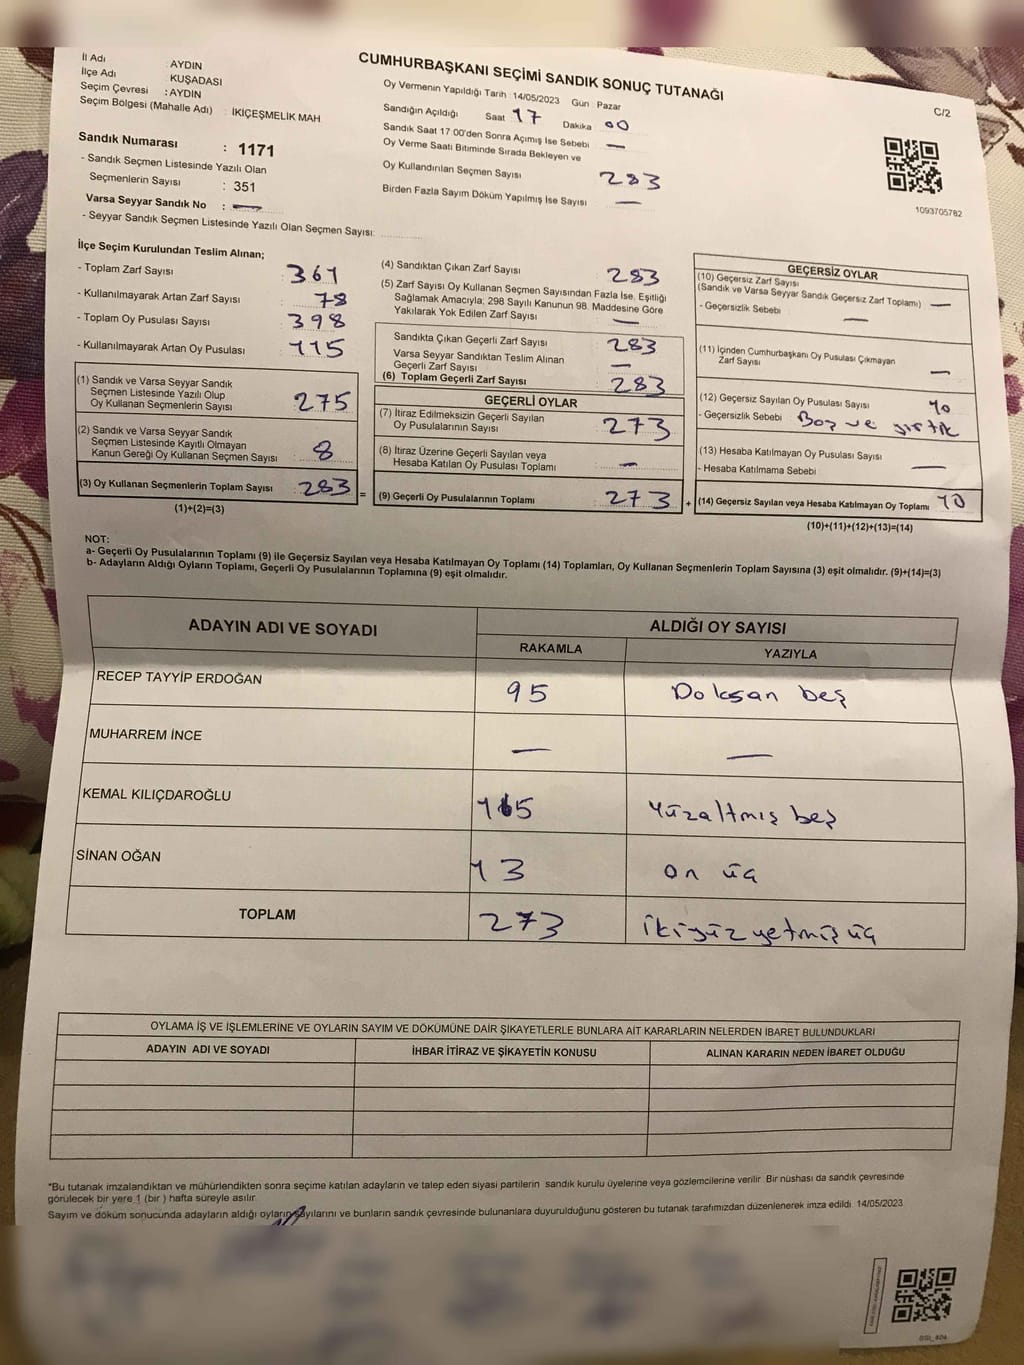 CUMHURBAŞKANI SEÇİMİ SANDIK SONUÇ TUTANAĞI
C/2
İl Adı : AYDIN
İlçe Adı : KUŞADASI
Seçim Çevresi : AYDIN
Seçim Bölgesi (Mahalle Adı) : İKİÇEŞMELİK MAH
Sandık Numarası : 1171
- Sandık Seçmen Listesinde Yazılı Olan
Seçmenlerin Sayısı : 351
Varsa Seyyar Sandık No : —
- Seyyar Sandık Seçmen Listesinde Yazılı Olan Seçmen Sayısı:
Oy Vermenin Yapıldığı Tarih : 14/05/2023 Gün Pazar
Sandığın Açıldığı Saat 17 Dakika 00
Sandık Saat 17 00'den Sonra Açımış İse Sebebi —
Oy Verme Saati Bitiminde Sırada Bekleyen ve
Oy Kullandırılan Seçmen Sayısı 283
Birden Fazla Sayım Döküm Yapılmış İse Sayısı —
1093705782
İlçe Seçim Kurulundan Teslim Alınan;
- Toplam Zarf Sayısı 361
- Kullanılmayarak Artan Zarf Sayısı : 78
- Toplam Oy Pusulası Sayısı 398
- Kullanılmayarak Artan Oy Pusulası 115
(1) Sandık ve Varsa Seyyar Sandık
Seçmen Listesinde Yazılı Olup
Oy Kullanan Seçmenlerin Sayısı 275
(2) Sandık ve Varsa Seyyar Sandık
Seçmen Listesinde Kayıtlı Olmayan
Kanun Gereği Oy Kullanan Seçmen Sayısı 8
(3) Oy Kullanan Seçmenlerin Toplam Sayısı 283 =
(1)+(2)=(3)
(4) Sandıktan Çıkan Zarf Sayısı : 283
(5) Zarf Sayısı Oy Kullanan Seçmen Sayısından Fazla İse, Eşitliği
Sağlamak Amacıyla; 298 Sayılı Kanunun 98. Maddesine Göre
Yakılarak Yok Edilen Zarf Sayısı —
Sandıkta Çıkan Geçerli Zarf Sayısı 283
Varsa Seyyar Sandıktan Teslim Alınan
Geçerli Zarf Sayısı —
(6) Toplam Geçerli Zarf Sayısı 283
GEÇERLİ OYLAR
(7) İtiraz Edilmeksizin Geçerli Sayılan
Oy Pusulalarının Sayısı 273
(8) İtiraz Üzerine Geçerli Sayılan veya
Hesaba Katılan Oy Pusulası Toplamı —
(9) Geçerli Oy Pusulalarının Toplamı 273 +
GEÇERSİZ OYLAR
(10) Geçersiz Zarf Sayısı
(Sandık ve Varsa Seyyar Sandık Geçersiz Zarf Toplamı) —
- Geçersizlik Sebebi —
(11) İçinden Cumhurbaşkanı Oy Pusulası Çıkmayan
Zarf Sayısı —
(12) Geçersiz Sayılan Oy Pusulası Sayısı 10
- Geçersizlik Sebebi Boş ve yırtık
(13) Hesaba Katılmayan Oy Pusulası Sayısı —
- Hesaba Katılmama Sebebi
(14) Geçersiz Sayılan veya Hesaba Katılmayan Oy Toplamı 10
(10)+(11)+(12)+(13)=(14)
NOT:
a- Geçerli Oy Pusulalarının Toplamı (9) ile Geçersiz Sayılan veya Hesaba Katılmayan Oy Toplamı (14) Toplamları, Oy Kullanan Seçmenlerin Toplam Sayısına (3) eşit olmalıdır. (9)+(14)=(3)
b- Adayların Aldığı Oyların Toplamı, Geçerli Oy Pusulalarının Toplamına (9) eşit olmalıdır.
ADAYIN ADI VE SOYADI ALDIĞI OY SAYISI
RAKAMLA YAZIYLA
RECEP TAYYİP ERDOĞAN 95 Doksan beş
MUHARREM İNCE — —
KEMAL KILIÇDAROĞLU 165 Yüzaltmış beş
SİNAN OĞAN 13 on üç
TOPLAM 273 ikiyüz yetmiş üç
OYLAMA İŞ VE İŞLEMLERİNE VE OYLARIN SAYIM VE DÖKÜMÜNE DAİR ŞİKAYETLERLE BUNLARA AİT KARARLARIN NELERDEN İBARET BULUNDUKLARI
ADAYIN ADI VE SOYADI İHBAR İTİRAZ VE ŞİKAYETİN KONUSU ALINAN KARARIN NEDEN İBARET OLDUĞU
*Bu tutanak imzalandıktan ve mühürlendikten sonra seçime katılan adayların ve talep eden siyasi partilerin sandık kurulu üyelerine veya gözlemcilerine verilir. Bir nüshası da sandık çevresinde
görülecek bir yere 1 (bir ) hafta süreyle asılır.
Sayım ve döküm sonucunda adayların aldığı oyların sayılarını ve bunların sandık çevresinde bulunanlara duyurulduğunu gösteren bu tutanak tarafımızdan düzenlenerek imza edildi. 14/05/2023